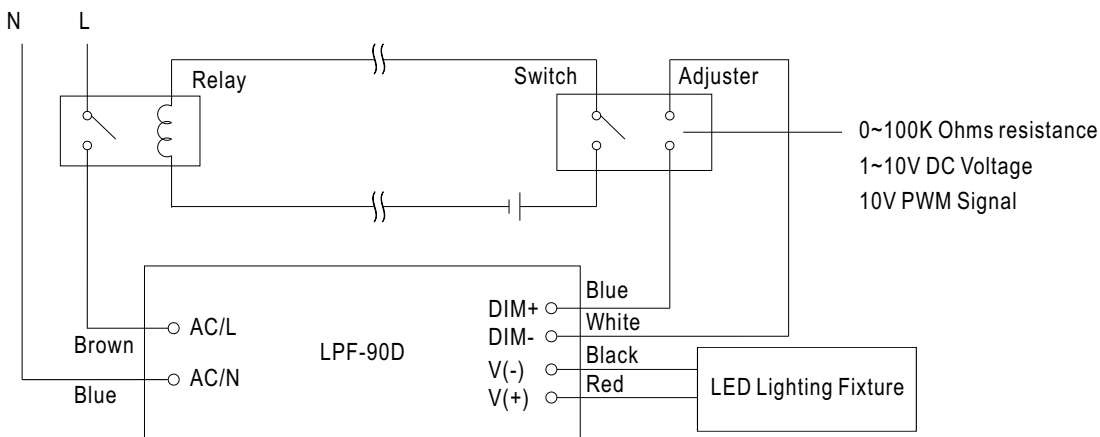 N
L
Relay
Switch
Adjuster
0~100K Ohms resistance
1~10V DC Voltage
10V PWM Signal
AC/L
Brown
AC/N
Blue
LPF-90D
DIM+
Blue
DIM-
White
V(-)
Black
V(+)
Red
LED Lighting Fixture